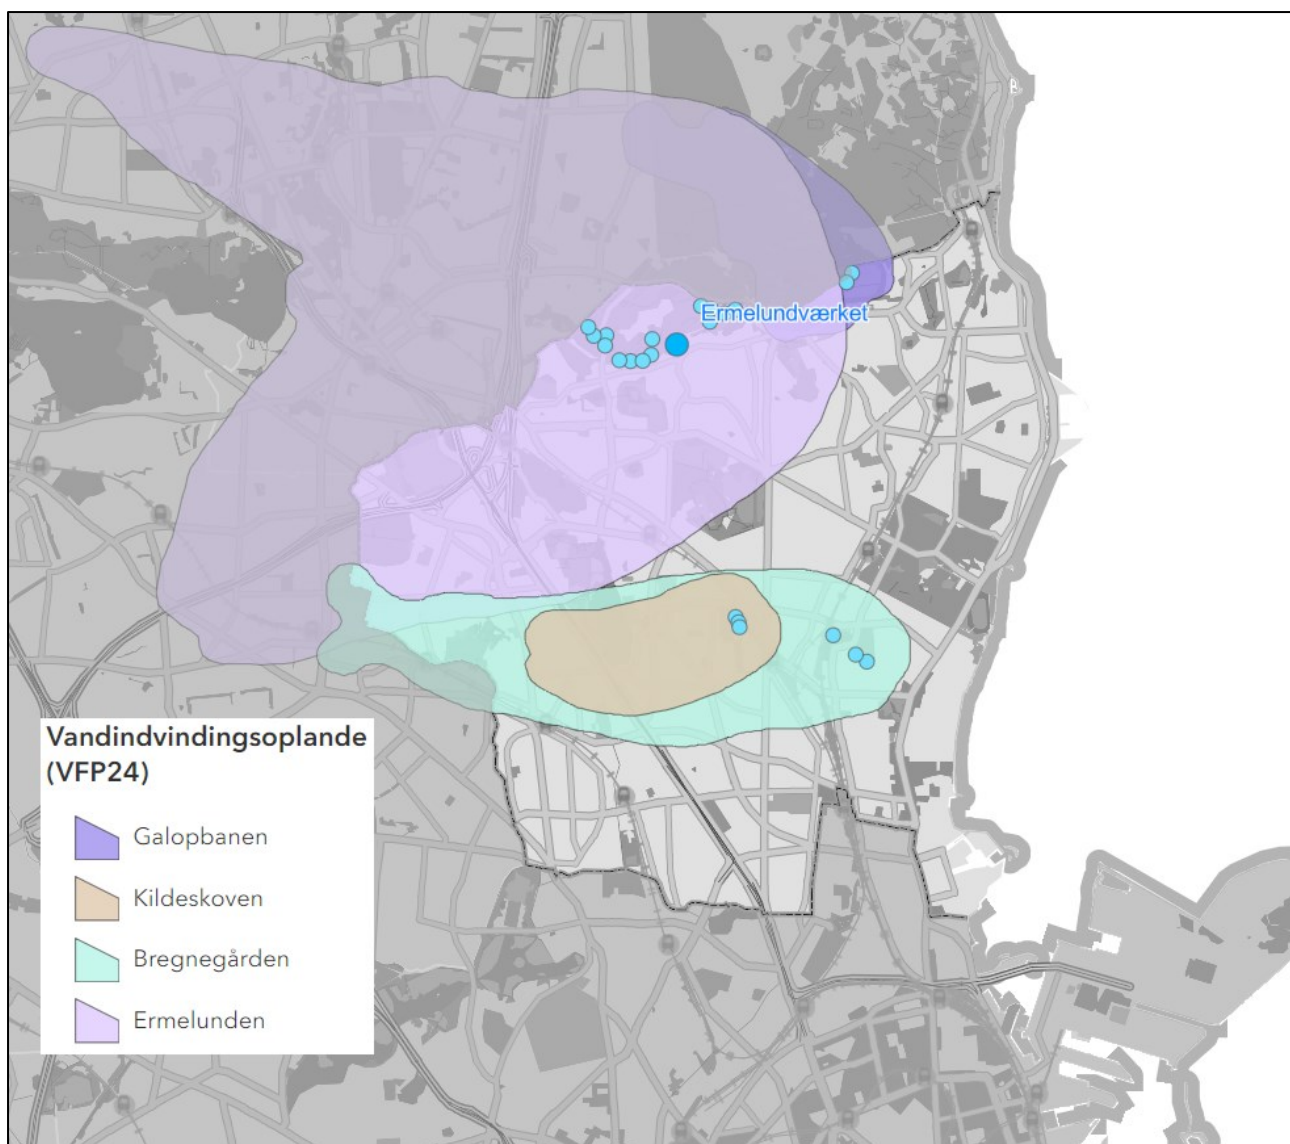 Ermelundværket
Vandindvindingsoplande
(VFP24)
Galopbanen
Kildeskoven
Bregnegården
Ermelunden